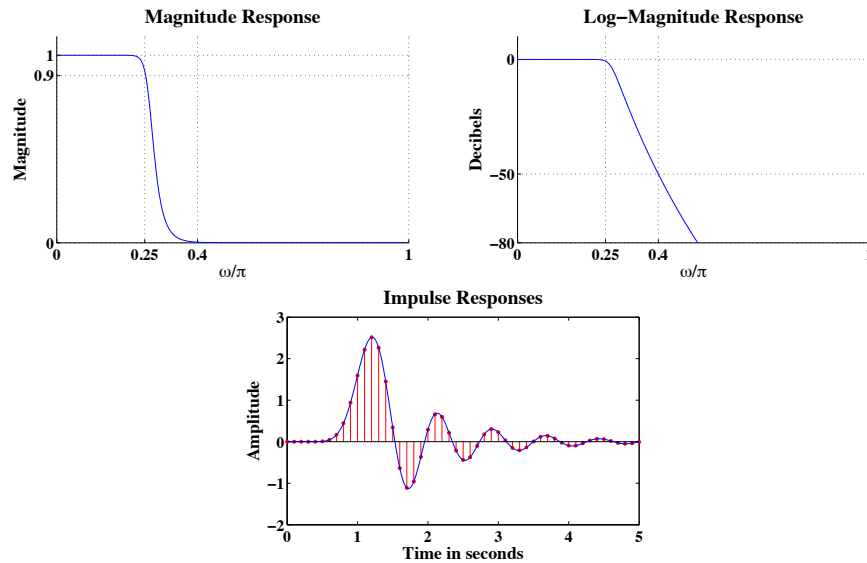 Magnitude Response
Magnitude
1
0.9
0
0
0.25
0.4
1
ω/π
Log−Magnitude Response
Decibels
0
−50
−80
0
0.25
0.4
1
ω/π
Impulse Responses
Amplitude
3
2
1
0
−1
−2
0
1
2
3
4
5
Time in seconds